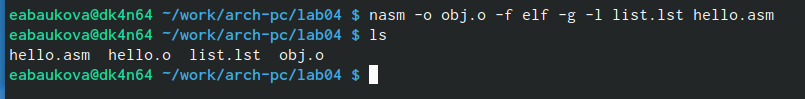 eabaukova@dk4n64 ~/work/arch-pc/lab04 $ nasm -o obj.o -f elf -g -l list.lst hello.asm
eabaukova@dk4n64 ~/work/arch-pc/lab04 $ ls
hello.asm  hello.o  list.lst  obj.o
eabaukova@dk4n64 ~/work/arch-pc/lab04 $